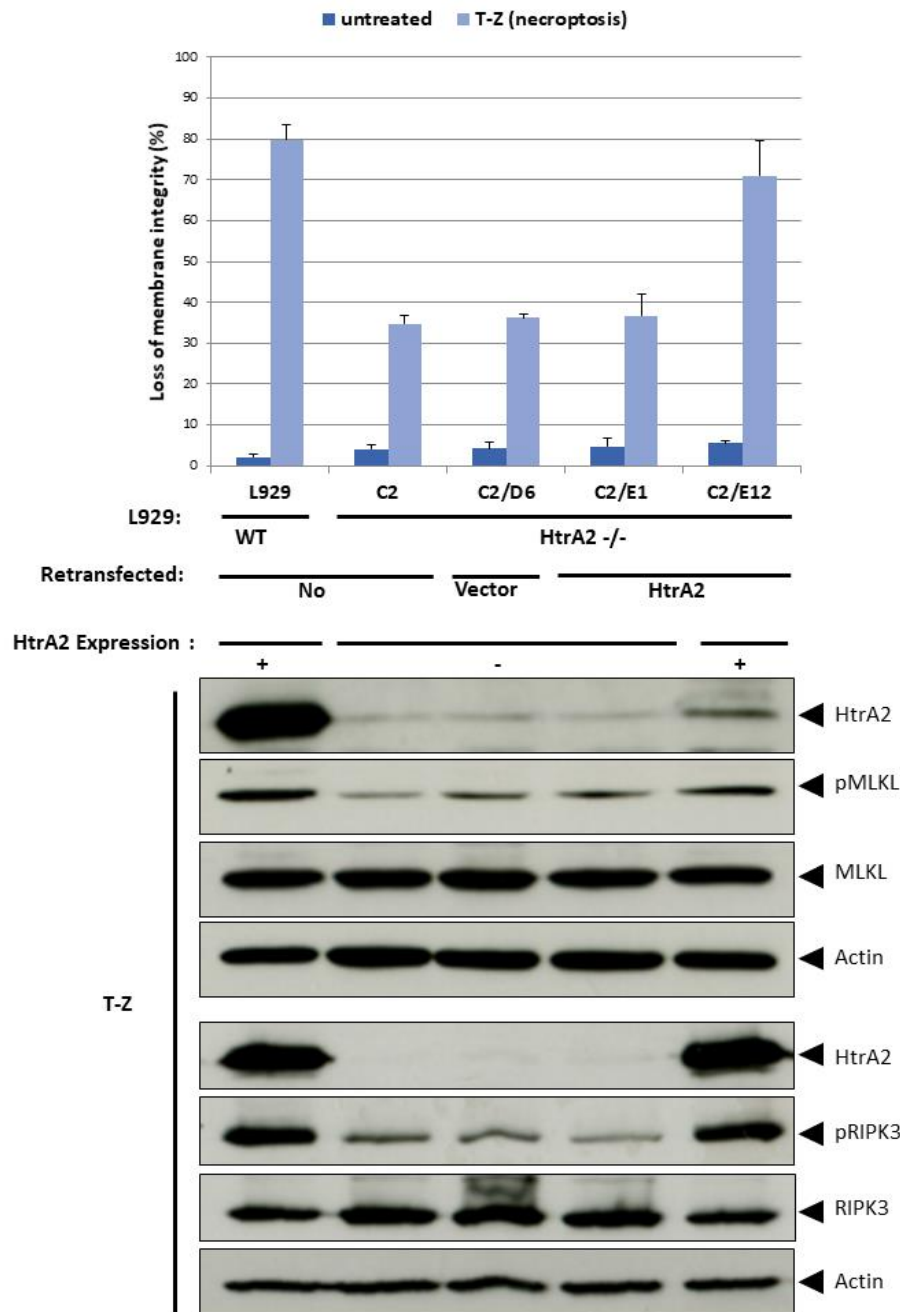 untreated T-Z (necroptosis)
Loss of membrane integrity (%)
100
90
80
70
60
50
40
30
20
10
0
L929 C2 C2/D6 C2/E1 C2/E12
L929:
WT HtrA2 -/-
Retransfected:
No Vector HtrA2
HtrA2 Expression :
+ - +
HtrA2
pMLKL
MLKL
Actin
T-Z
HtrA2
pRIPK3
RIPK3
Actin